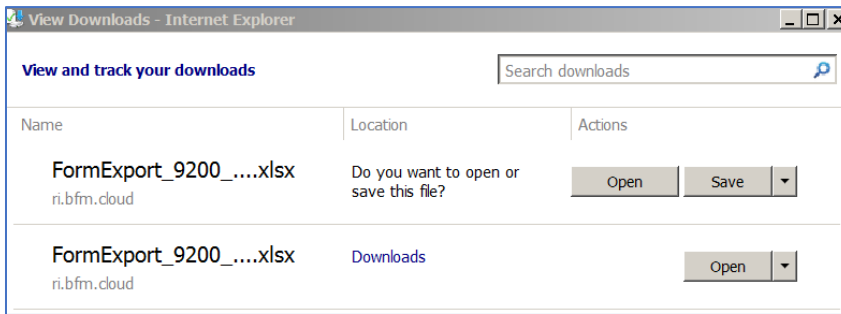 View Downloads - Internet Explorer
View and track your downloads
Search downloads
Name Location Actions
FormExport_9200_....xlsx
ri.bfm.cloud
Do you want to open or
save this file?
Open Save
FormExport_9200_....xlsx
ri.bfm.cloud
Downloads
Open